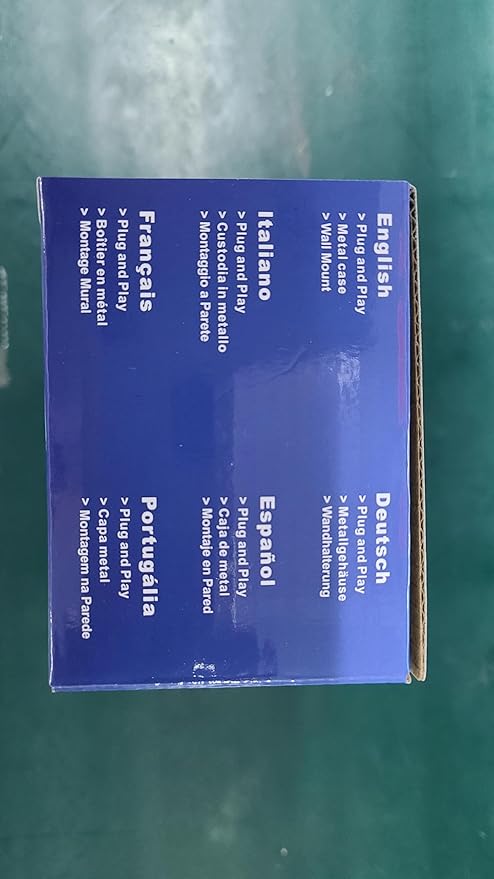 English
> Plug and Play
> Metal case
> Wall Mount
Deutsch
> Plug and Play
> Metallgehäuse
> Wandhalterung
Italiano
> Plug and Play
> Custodia in metallo
> Montaggio a Parete
Español
> Plug and Play
> Caja de metal
> Montaje en Pared
Français
> Plug and Play
> Boîtier en métal
> Montage Mural
Portugália
> Plug and Play
> Capa metal
> Montagem na Parede